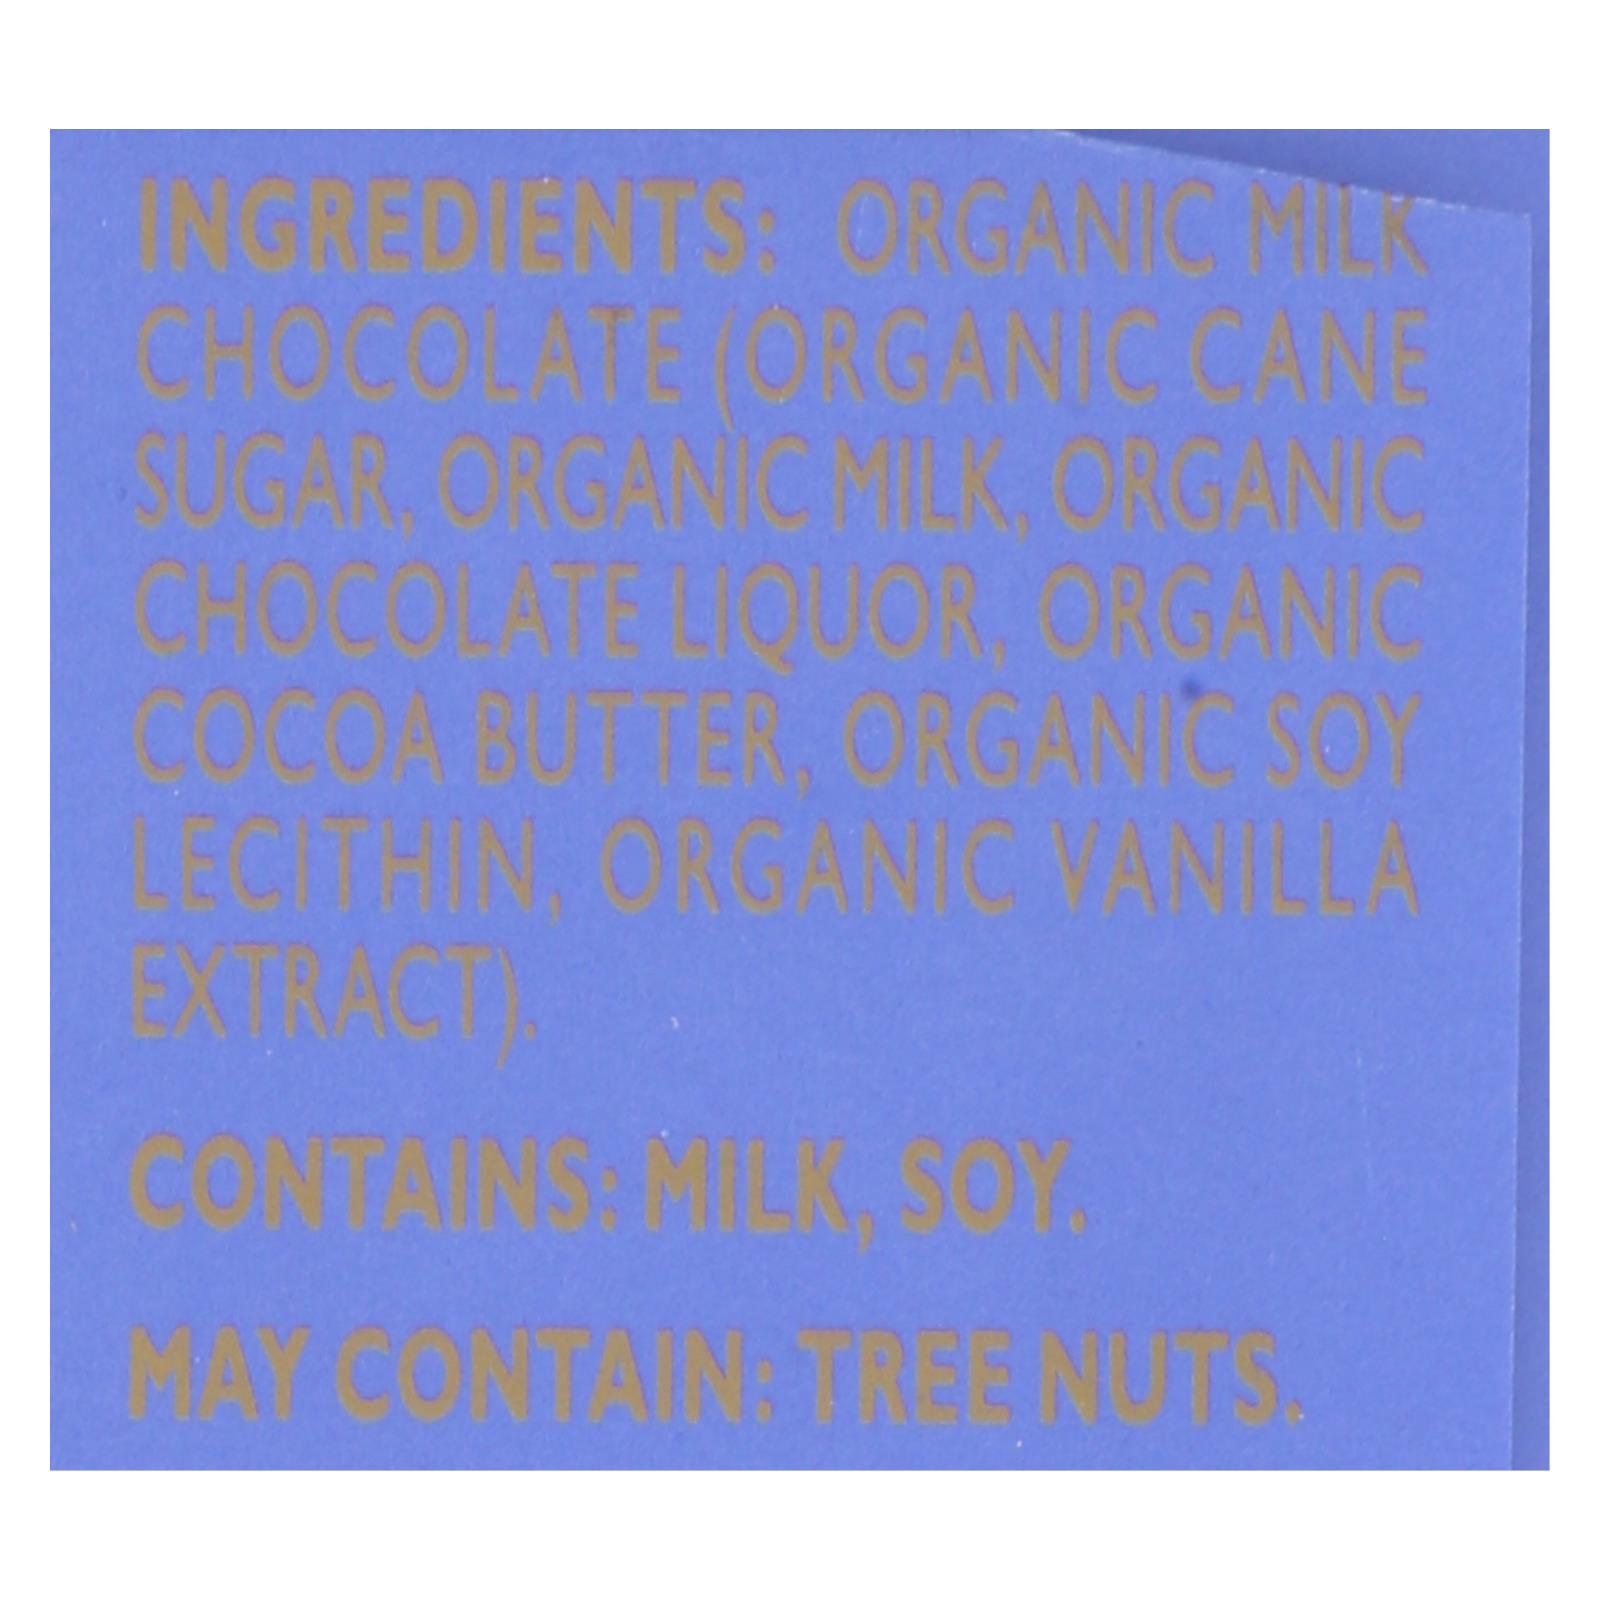 INGREDIENTS: ORGANIC MILK
CHOCOLATE (ORGANIC CANE
SUGAR, ORGANIC MILK, ORGANIC
CHOCOLATE LIQUOR, ORGANIC
COCOA BUTTER, ORGANIC SOY
LECITHIN, ORGANIC VANILLA
EXTRACT).
CONTAINS: MILK, SOY.
MAY CONTAIN: TREE NUTS.